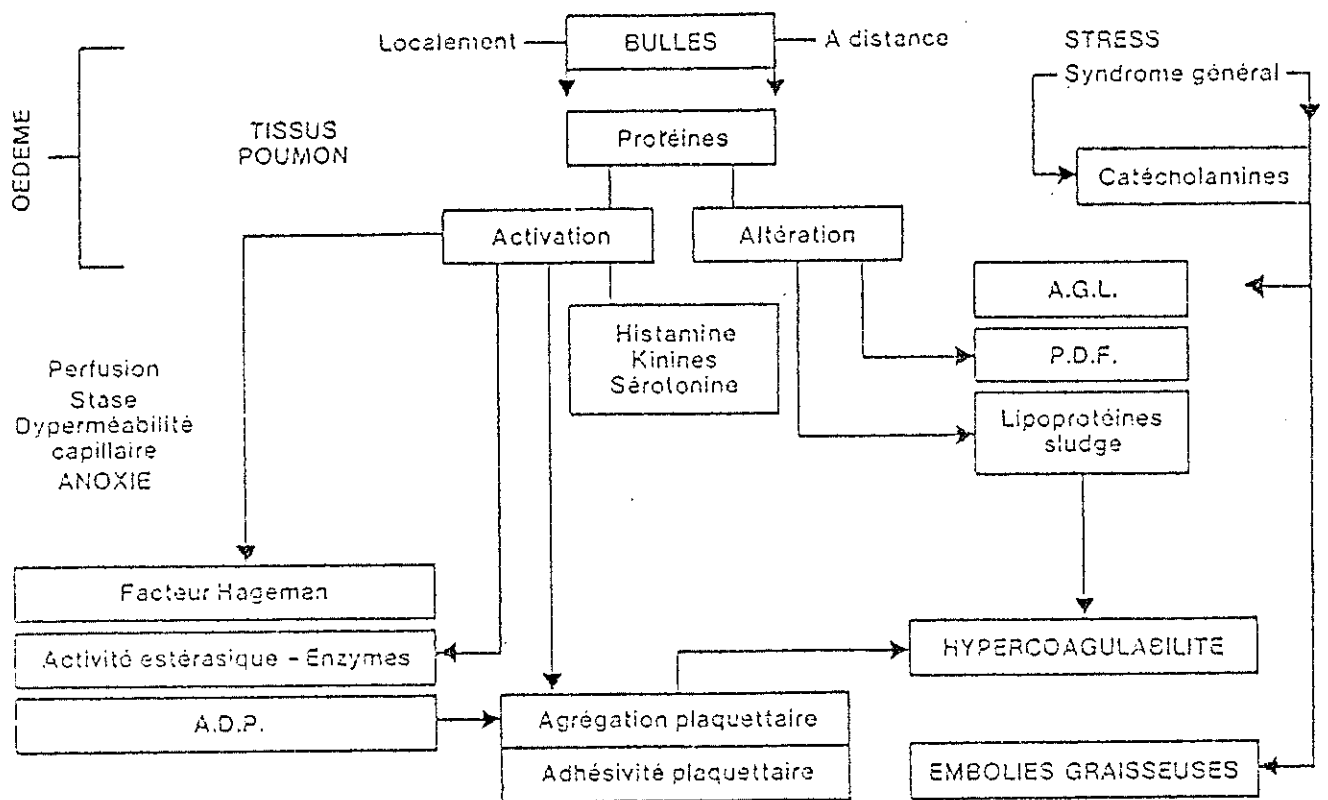 Localement
BULLES
A distance
STRESS
Syndrome général
OEDEME
TISSUS
POUMON
Protéines
Catécholamines
Activation
Altération
A.G.L.
Histamine
Kinines
Sérotonine
P.D.F.
Perfusion
Stase
Dyperméabilité
capillaire
ANOXIE
Lipoprotéines
sludge
Facteur Hageman
Activité estérasique - Enzymes
HYPERCOAGULABILITE
A.D.P.
Agrégation plaquettaire
Adhésivité plaquettaire
EMBOLIES GRAISSEUSES